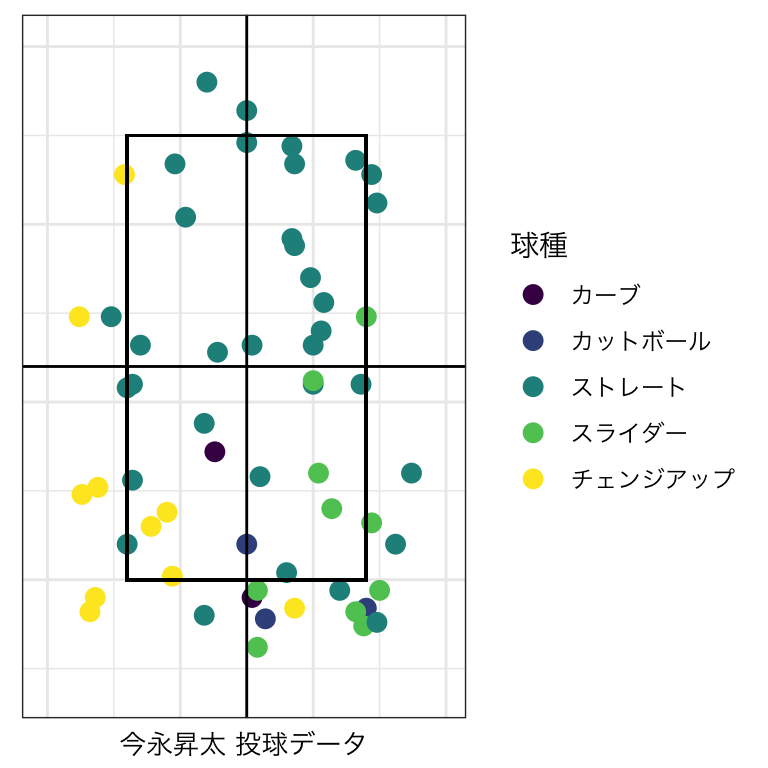 球種
カーブ
カットボール
ストレート
スライダー
チェンジアップ
今永昇太 投球データ